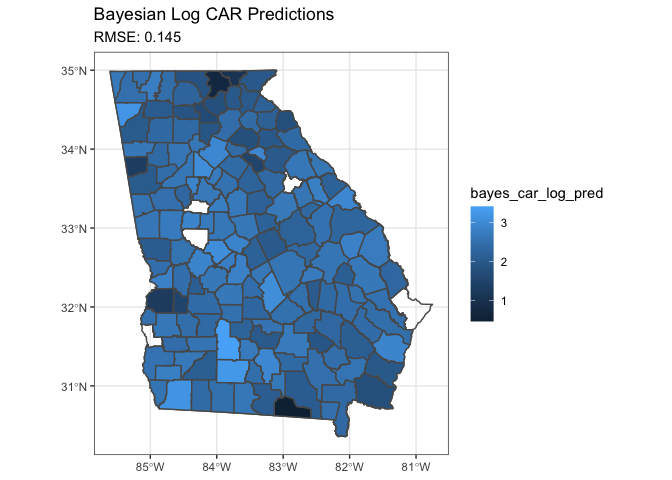 Bayesian Log CAR Predictions
RMSE: 0.145
35°N
34°N
33°N
32°N
31°N
85°W 84°W 83°W 82°W 81°W
bayes_car_log_pred
3
2
1